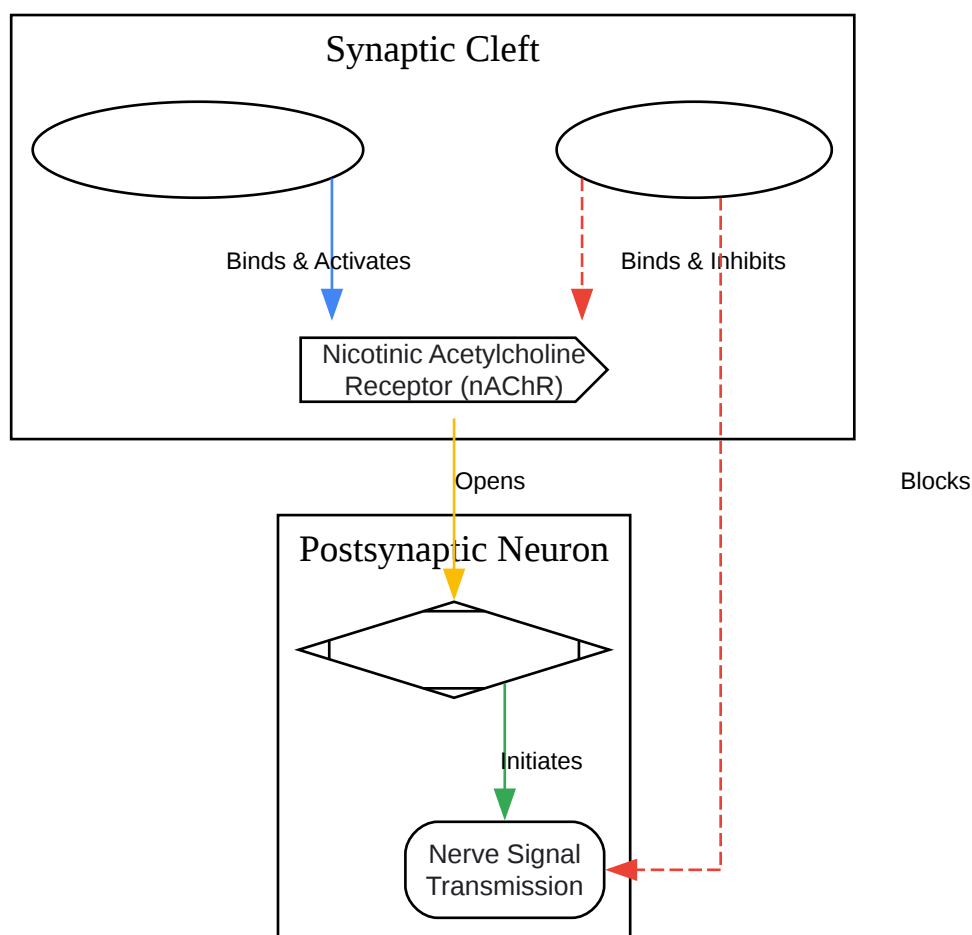 Synaptic Cleft
Binds & Activates
Binds & Inhibits
Nicotinic Acetylcholine
Receptor (nAChR)
Opens
Blocks
Postsynaptic Neuron
Initiates
Nerve Signal
Transmission